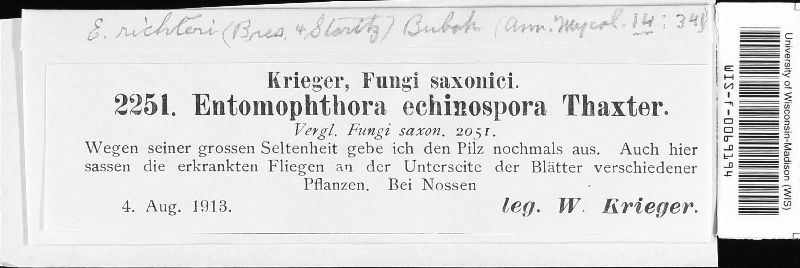 E. richteri (Bres. & Staritz) Bubak (Ann. Mycol. 14 : 348
Krieger, Fungi saxonici.
2251. Entomophthora echinospora Thaxter.
Vergl. Fungi saxon. 2051.
Wegen seiner grossen Seltenheit gebe ich den Pilz nochmals aus. Auch hier
sassen die erkrankten Fliegen an der Unterseite der Blätter verschiedener
Pflanzen. Bei Nossen
4. Aug. 1913. leg. W. Krieger.
University of Wisconsin-Madison (WIS)
WIS-f-0069194